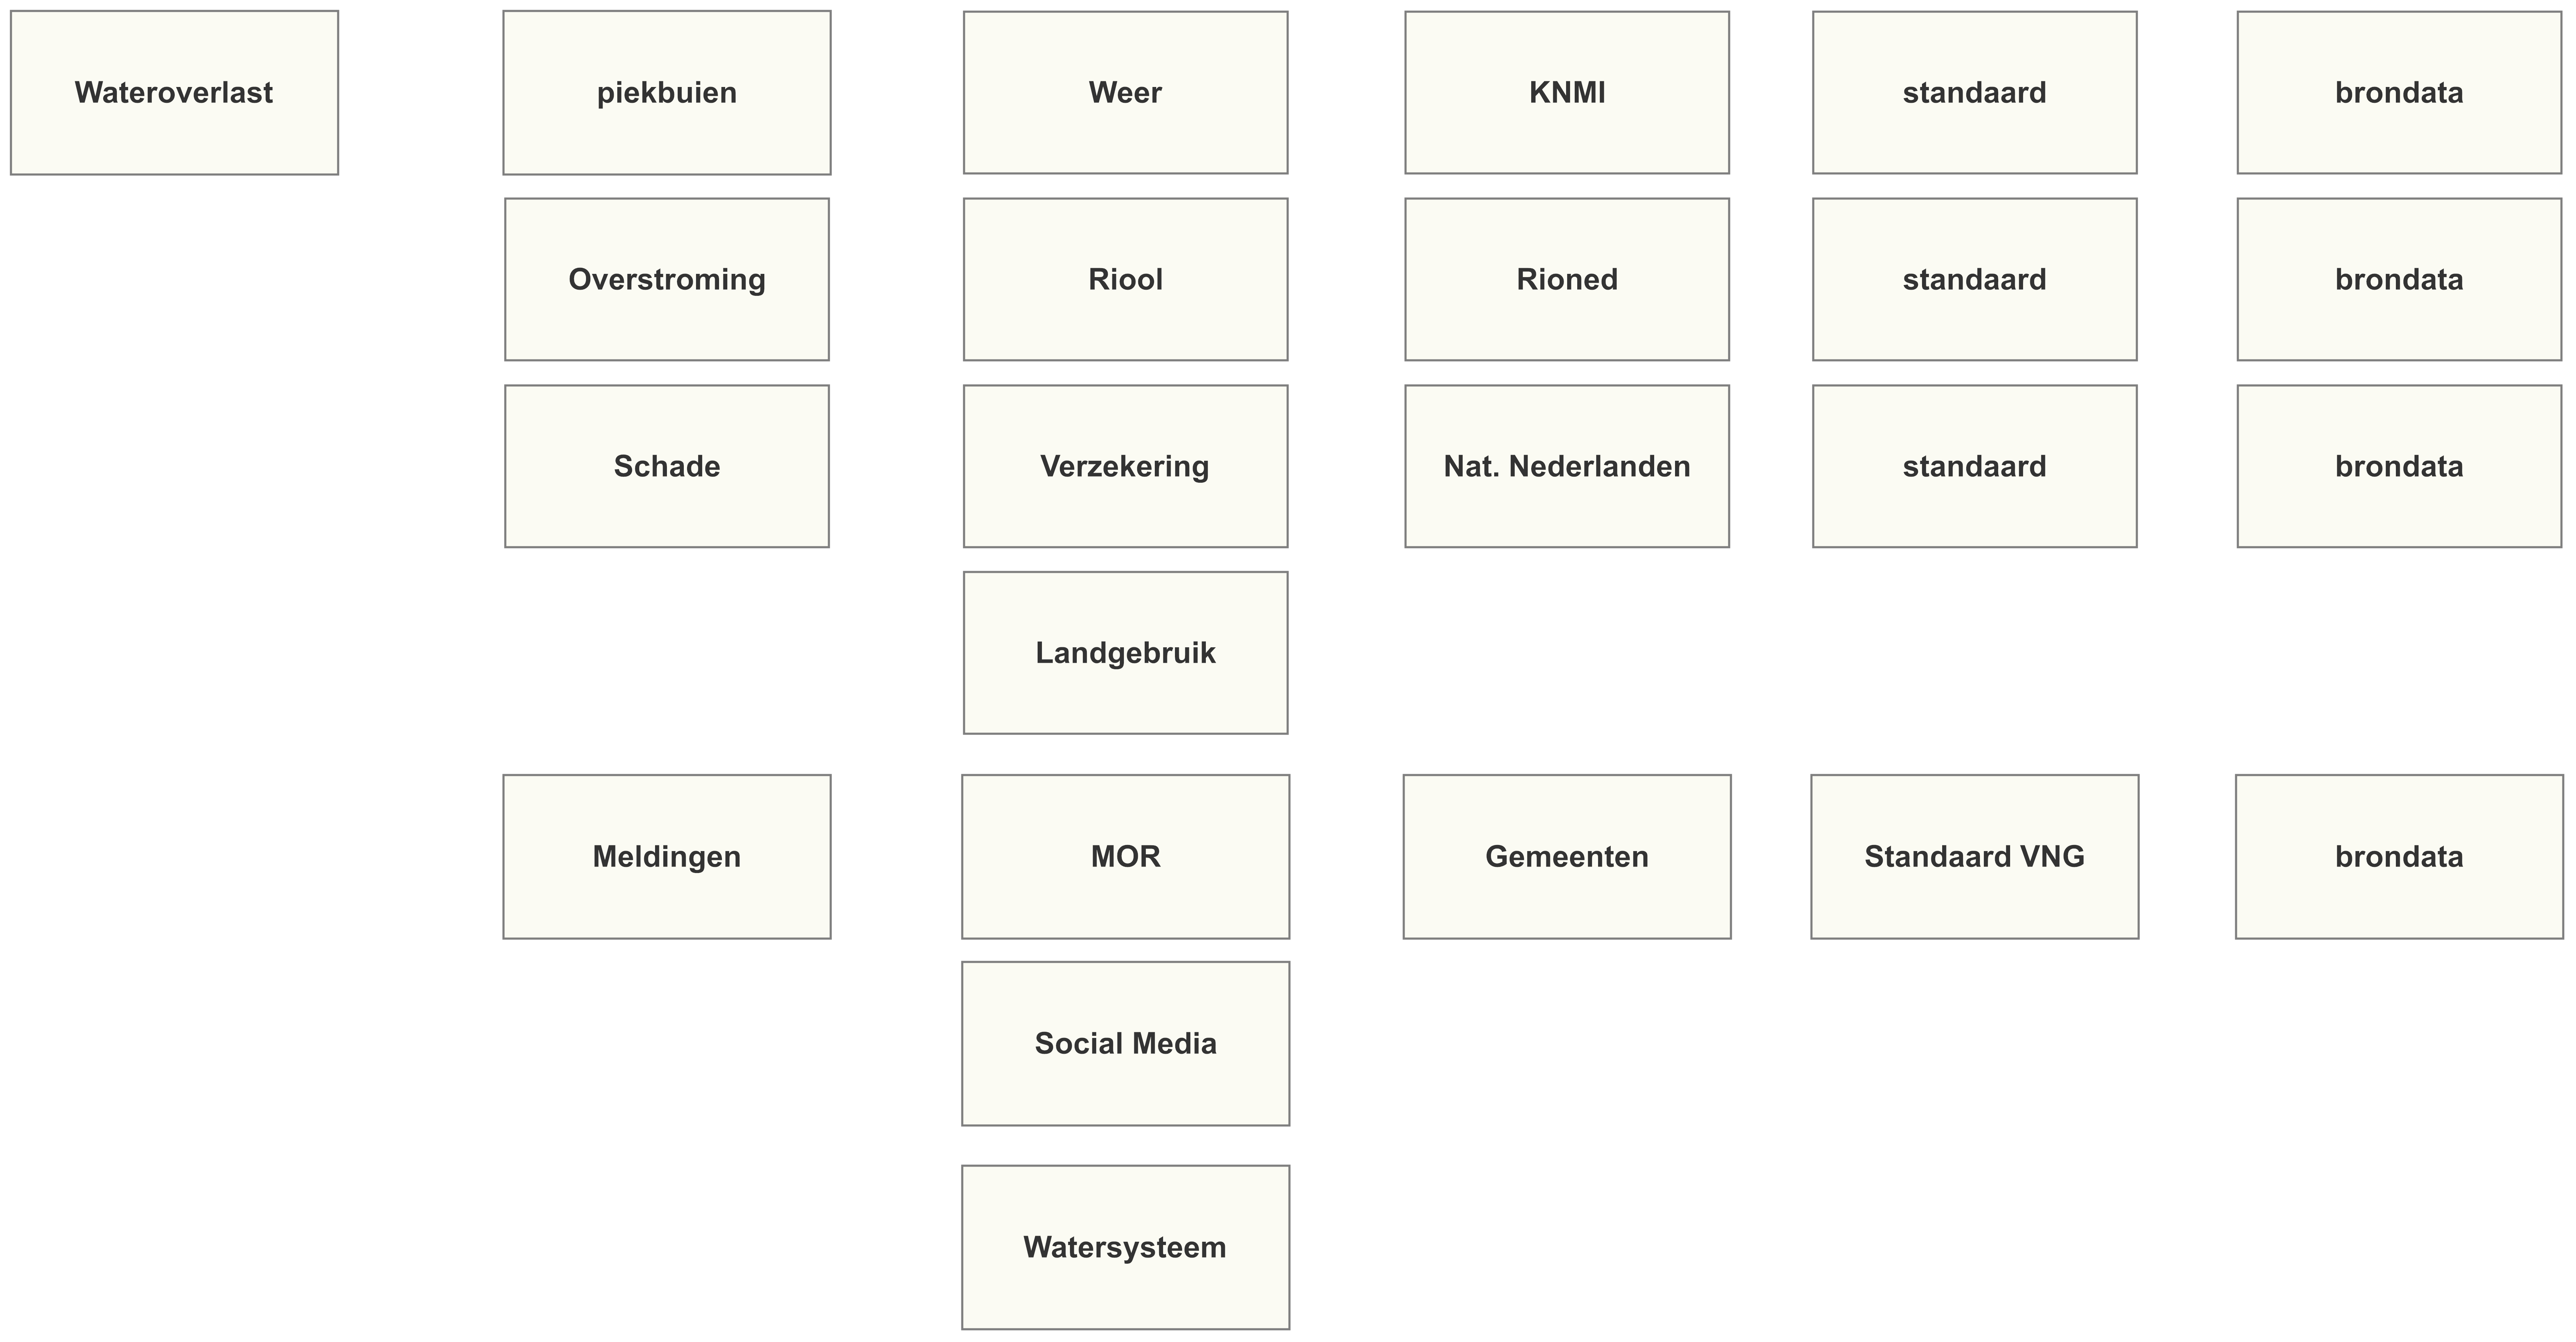 Wateroverlast
piekbuien
Weer
KNMI
standaard
brondata
Overstroming
Riool
Rioned
standaard
brondata
Schade
Verzekering
Nat. Nederlanden
standaard
brondata
Landgebruik
Meldingen
MOR
Gemeenten
Standaard VNG
brondata
Social Media
Watersysteem